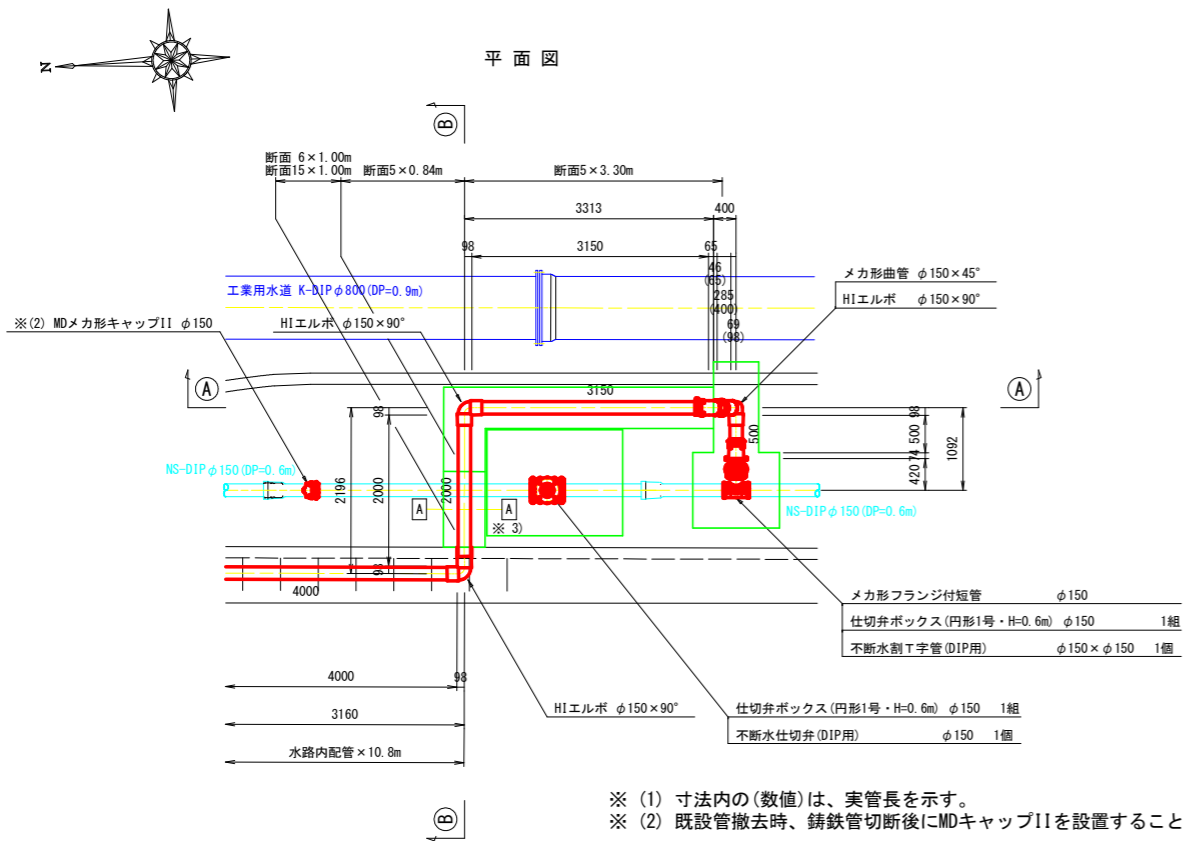 平 面 図
N
B
断面 6×1.00m
断面15×1.00m
断面5×0.84m
断面5×3.30m
3313
400
98
3150
65
46
(65)
285
(400)
69
(98)
工業用水道 K-DIPφ800(DP=0.9m)
メカ形曲管 φ150×45°
HIエルボ φ150×90°
※(2) MDメカ形キャップII φ150
HIエルボ φ150×90°
A
A
3150
98
98
500
500
1092
74
420
NS-DIPφ150(DP=0.6m)
2196
2000
2000
A
A
※ 3)
NS-DIPφ150(DP=0.6m)
98
4000
メカ形フランジ付短管 φ150
仕切弁ボックス(円形1号・H=0.6m) φ150 1組
不断水割T字管(DIP用) φ150×φ150 1個
4000
98
3160
HIエルボ φ150×90°
仕切弁ボックス(円形1号・H=0.6m) φ150 1組
不断水仕切弁(DIP用) φ150 1個
水路内配管×10.8m
B
※ (1) 寸法内の(数値)は、実管長を示す。
※ (2) 既設管撤去時、鋳鉄管切断後にMDキャップIIを設置すること